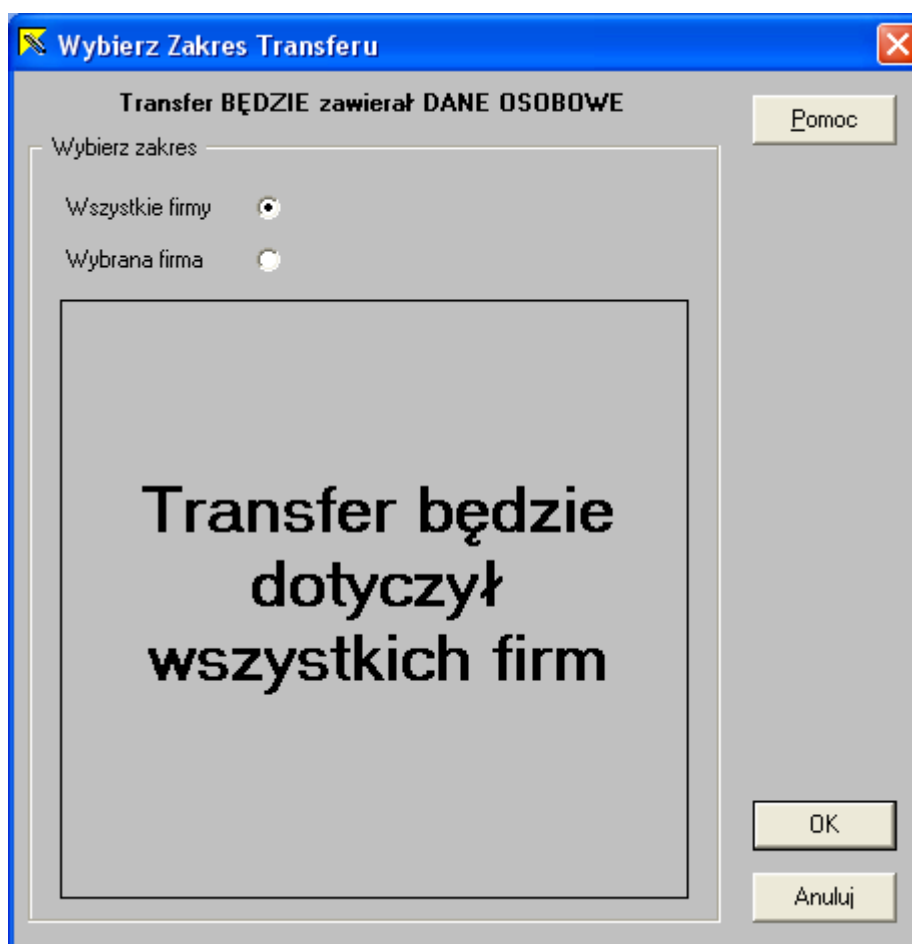 Wybierz Zakres Transferu
Transfer BĘDZIE zawierał DANE OSOBOWE
Pomoc
Wybierz zakres
Wszystkie firmy
Wybrana firma
Transfer będzie
dotyczył
wszystkich firm
OK
Anuluj